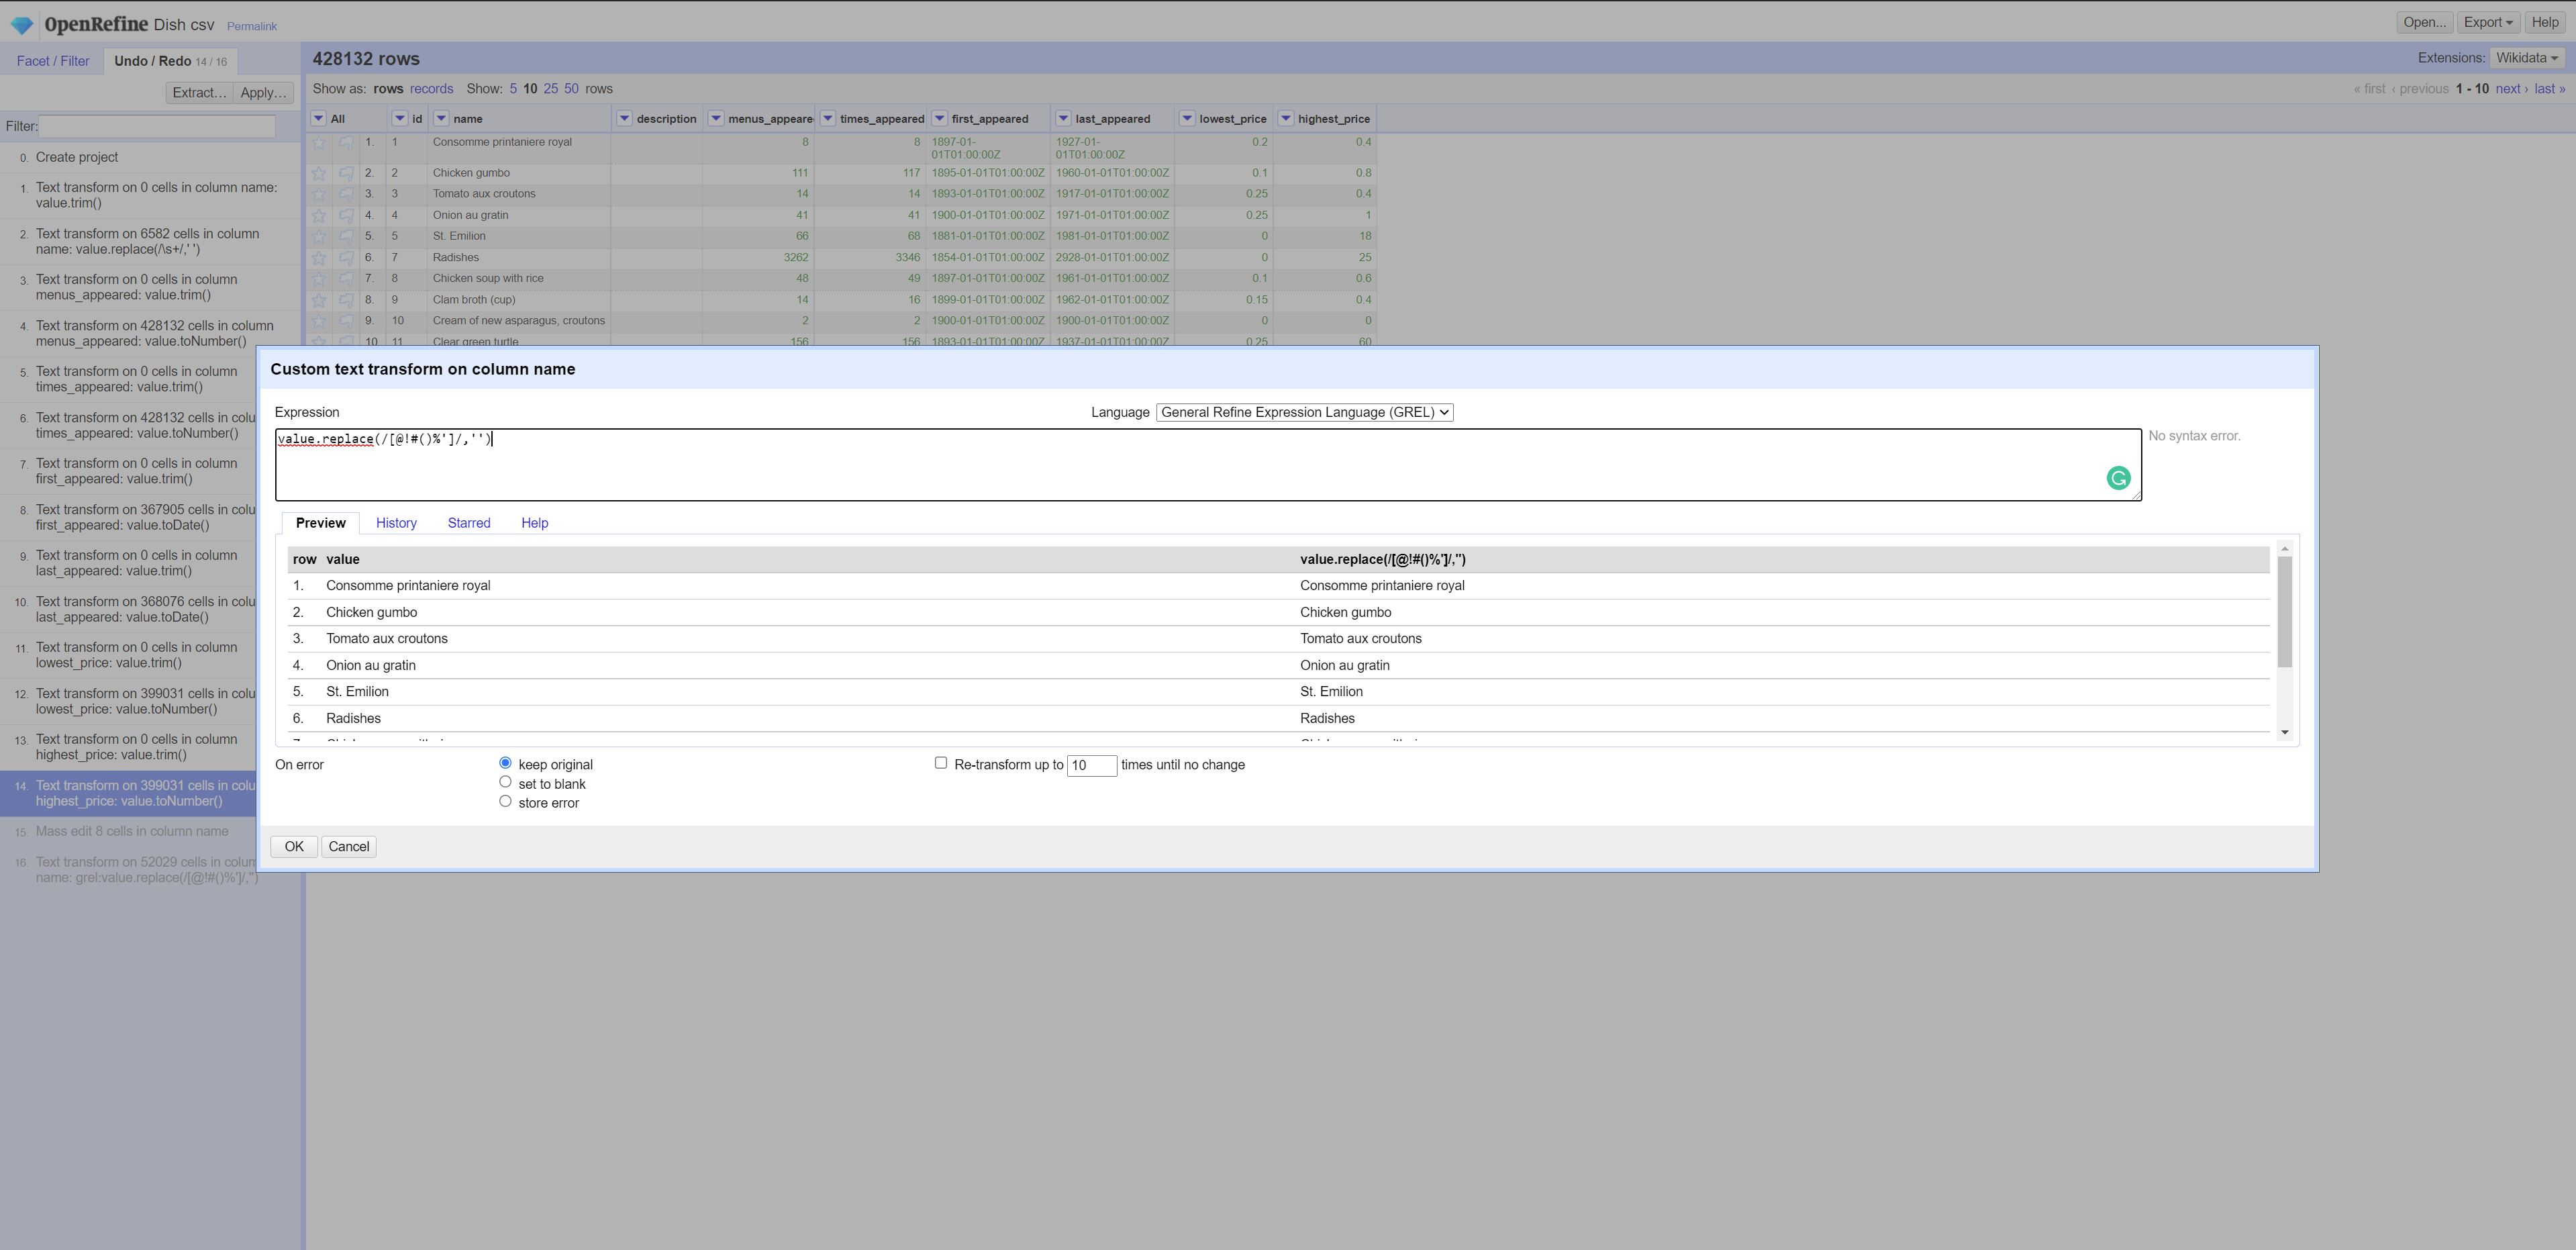 OpenRefine Dish csv Permalink
Open... Export Help
Facet / Filter Undo / Redo 14 / 16
Extract... Apply...
Filter:
0. Create project
1. Text transform on 0 cells in column name:
value.trim()
2. Text transform on 6582 cells in column
name: value.replace(/\s+/,' ')
3. Text transform on 0 cells in column
menus_appeared: value.trim()
4. Text transform on 428132 cells in column
menus_appeared: value.toNumber()
5. Text transform on 0 cells in column
times_appeared: value.trim()
6. Text transform on 428132 cells in colu
times_appeared: value.toNumber()
7. Text transform on 0 cells in column
first_appeared: value.trim()
8. Text transform on 367905 cells in colu
first_appeared: value.toDate()
9. Text transform on 0 cells in column
last_appeared: value.trim()
10. Text transform on 368076 cells in colu
last_appeared: value.toDate()
11. Text transform on 0 cells in column
lowest_price: value.trim()
12. Text transform on 399031 cells in colu
lowest_price: value.toNumber()
13. Text transform on 0 cells in column
highest_price: value.trim()
14. Text transform on 399031 cells in colu
highest_price: value.toNumber()
15. Mass edit 8 cells in column name
16. Text transform on 52029 cells in colum
name: grel:value.replace(/[@!#()%']/,'')
428132 rows
Extensions: Wikidata
Show as: rows records Show: 5 10 25 50 rows
« first ‹ previous 1 - 10 next › last »
All id name description menus_appeare times_appeared first_appeared last_appeared lowest_price highest_price
1. 1 Consomme printaniere royal 8 8 1897-01- 1927-01- 0.2 0.4
01T01:00:00Z 01T01:00:00Z
2. 2 Chicken gumbo 111 117 1895-01-01T01:00:00Z 1960-01-01T01:00:00Z 0.1 0.8
3. 3 Tomato aux croutons 14 14 1893-01-01T01:00:00Z 1917-01-01T01:00:00Z 0.25 0.4
4. 4 Onion au gratin 41 41 1900-01-01T01:00:00Z 1971-01-01T01:00:00Z 0.25 1
5. 5 St. Emilion 66 68 1881-01-01T01:00:00Z 1981-01-01T01:00:00Z 0 18
6. 7 Radishes 3262 3346 1854-01-01T01:00:00Z 2928-01-01T01:00:00Z 0 25
7. 8 Chicken soup with rice 48 49 1897-01-01T01:00:00Z 1961-01-01T01:00:00Z 0.1 0.6
8. 9 Clam broth (cup) 14 16 1899-01-01T01:00:00Z 1962-01-01T01:00:00Z 0.15 0.4
9. 10 Cream of new asparagus, croutons 2 2 1900-01-01T01:00:00Z 1900-01-01T01:00:00Z 0 0
10 11 Clear green turtle 156 156 1893-01-01T01:00:00Z 1937-01-01T01:00:00Z 0.25 60
Custom text transform on column name
Expression Language General Refine Expression Language (GREL)
value.replace(/[@!#()%']/,'')
No syntax error.
Preview History Starred Help
row value value.replace(/[@!#()%']/,'')
1. Consomme printaniere royal Consomme printaniere royal
2. Chicken gumbo Chicken gumbo
3. Tomato aux croutons Tomato aux croutons
4. Onion au gratin Onion au gratin
5. St. Emilion St. Emilion
6. Radishes Radishes
On error keep original Re-transform up to 10 times until no change
set to blank
store error
OK Cancel